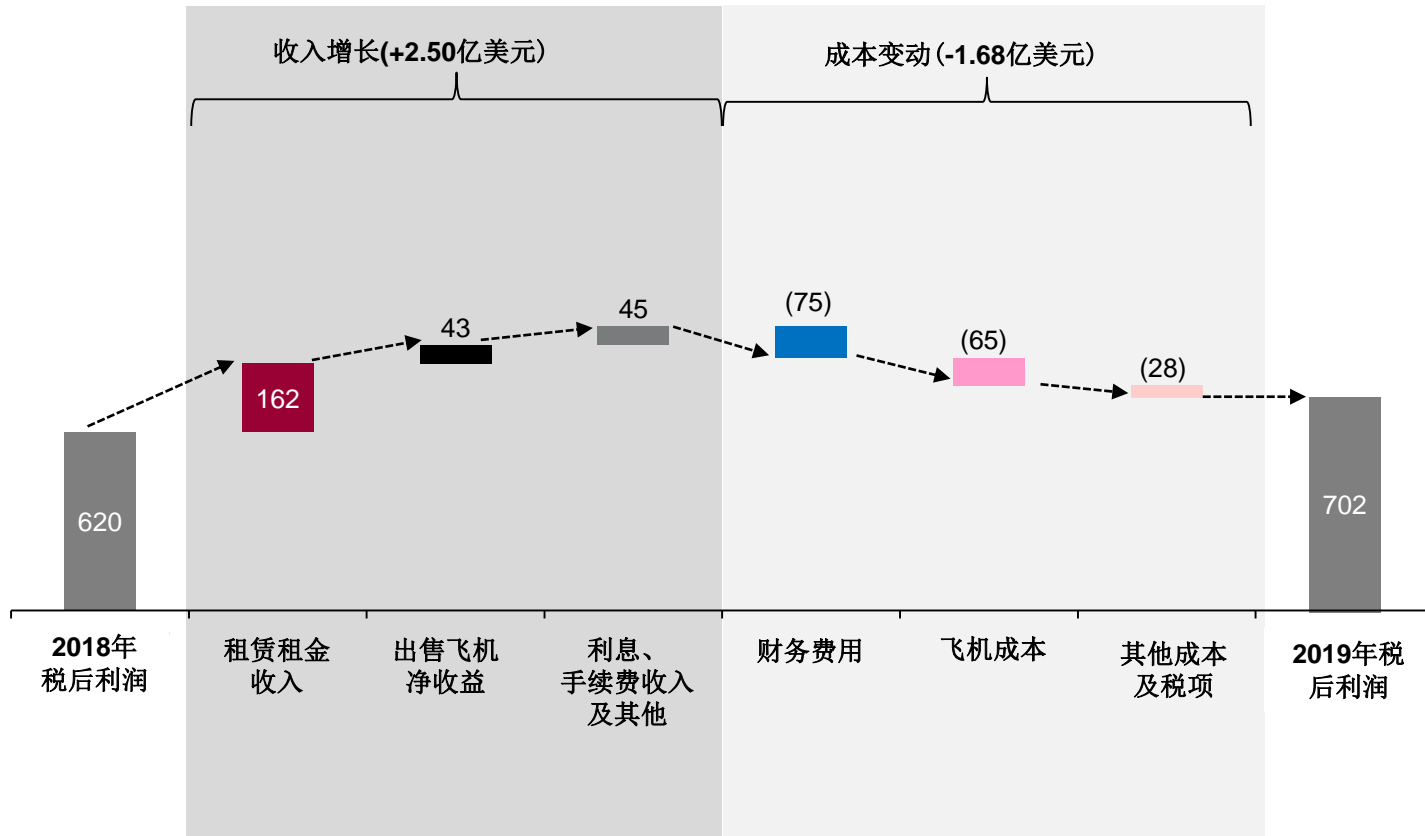 收入增长(+2.50亿美元)
成本变动(-1.68亿美元)
620
162
43
45
(75)
(65)
(28)
702
2018年
税后利润
租赁租金
收入
出售飞机
净收益
利息、
手续费收入
及其他
财务费用
飞机成本
其他成本
及税项
2019年税
后利润